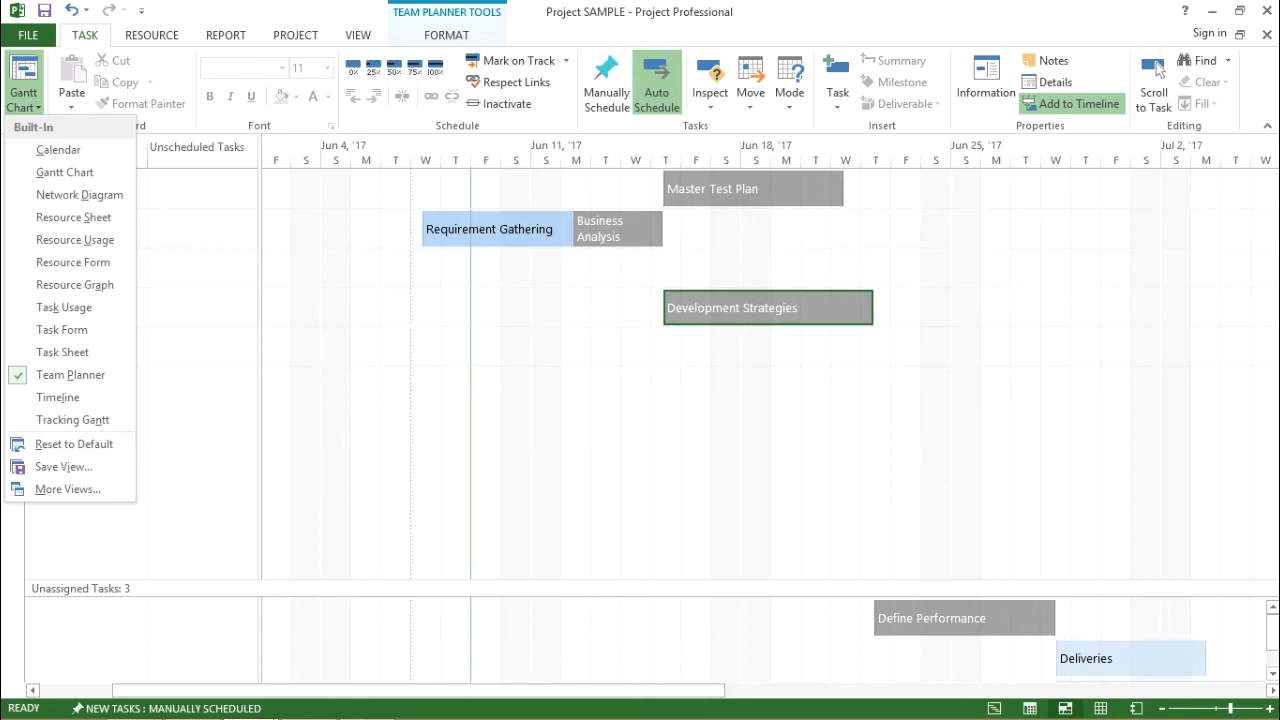 TEAM PLANNER TOOLS
Project SAMPLE - Project Professional
FILE TASK RESOURCE REPORT PROJECT VIEW FORMAT
Sign in
Gantt Chart
Paste
Cut
Copy
Format Painter
11
B I U A
Font
0% 25% 50% 75% 100%
Mark on Track
Respect Links
Inactivate
Schedule
Manually Schedule
Auto Schedule
Inspect
Move
Mode
Tasks
Task
Summary
Milestone
Deliverable
Insert
Information
Notes
Details
Add to Timeline
Properties
Scroll to Task
Find
Clear
Fill
Editing
Built-In
Calendar
Gantt Chart
Network Diagram
Resource Sheet
Resource Usage
Resource Form
Resource Graph
Task Usage
Task Form
Task Sheet
Team Planner
Timeline
Tracking Gantt
Reset to Default
Save View...
More Views...
Unscheduled Tasks
Jun 4, '17 Jun 11, '17 Jun 18, '17 Jun 25, '17 Jul 2, '17
F S S M T W T F S S M T W T F S S M T W T F S S M T W T F S S M T W
Master Test Plan
Requirement Gathering
Business
Analysis
Development Strategies
Unassigned Tasks: 3
Define Performance
Deliveries
READY
NEW TASKS : MANUALLY SCHEDULED